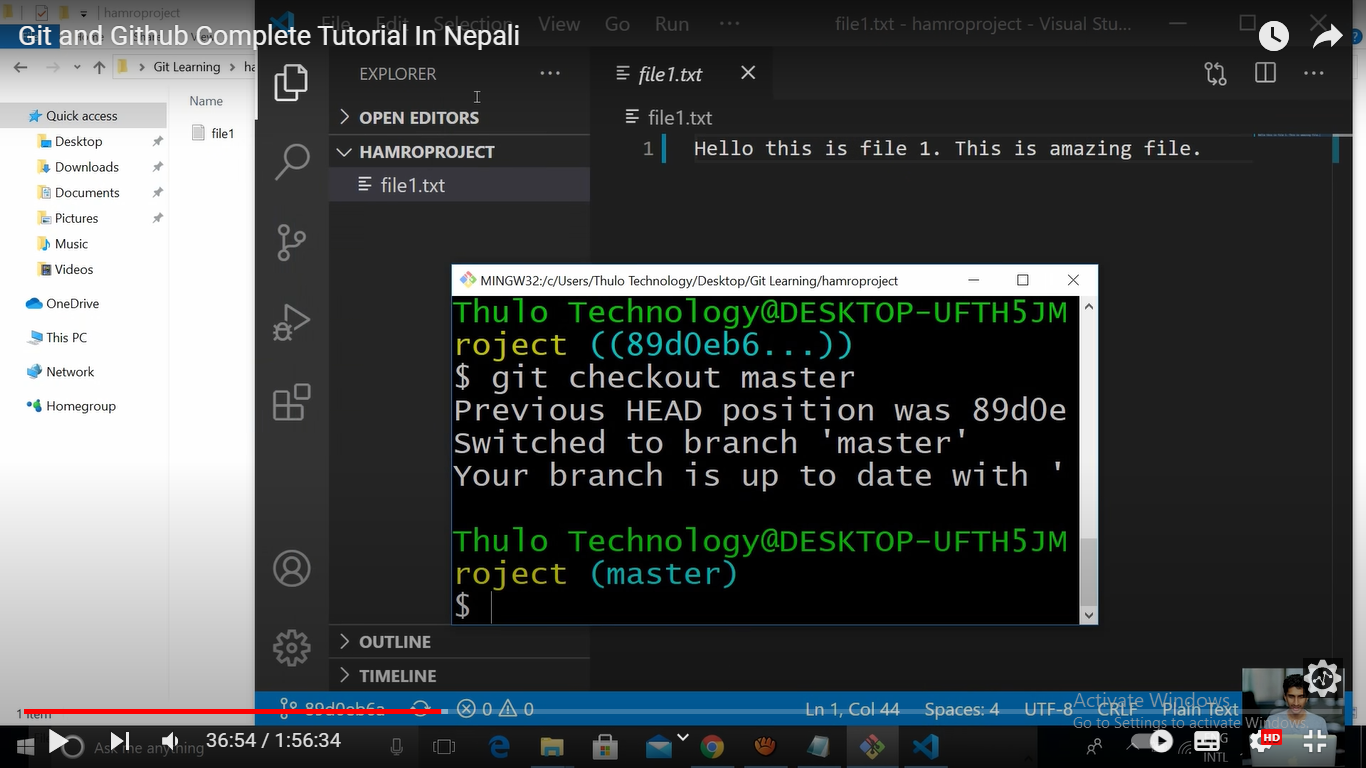 Git and Github Complete Tutorial In Nepali
hamroproject
File Edit Selection View Go Run ···
file1.txt - hamroproject - Visual Stu...
Git Learning
Quick access
Desktop
Downloads
Documents
Pictures
Music
Videos
OneDrive
This PC
Network
Homegroup
Name
file1
EXPLORER
OPEN EDITORS
HAMROPROJECT
file1.txt
OUTLINE
TIMELINE
file1.txt
file1.txt
1 Hello this is file 1. This is amazing file.
MINGW32:/c/Users/Thulo Technology/Desktop/Git Learning/hamroproject
Thulo Technology@DESKTOP-UFTH5JM
roject ((89d0eb6...))
$ git checkout master
Previous HEAD position was 89d0e
Switched to branch 'master'
Your branch is up to date with '
Thulo Technology@DESKTOP-UFTH5JM
roject (master)
$
1 item
89d0eb6a
0 0
Ln 1, Col 44 Spaces: 4 UTF-8 CRLF Plain Text
Activate Windows
Go to Settings to activate Windows.
Ask me anything
36:54 / 1:56:34
HD
INTL